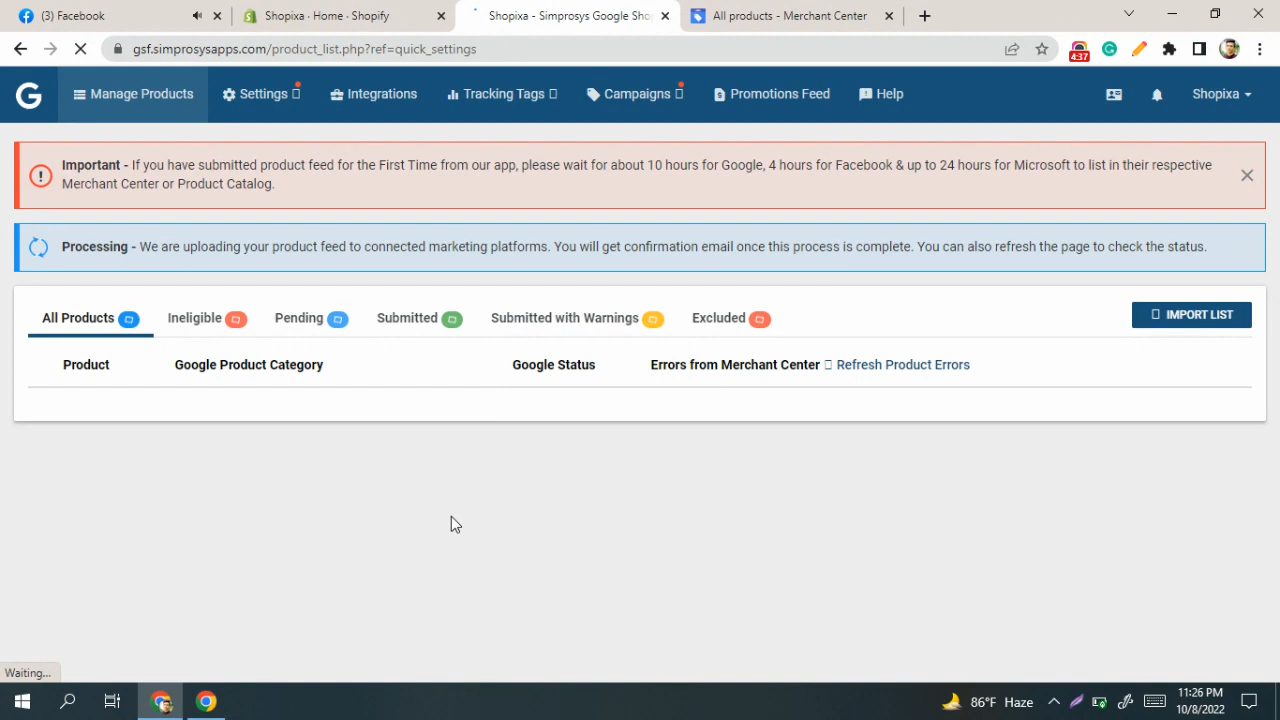 (3) Facebook
Shopixa · Home · Shopify
Shopixa - Simprosys Google Sho
All products - Merchant Center
gsf.simprosysapps.com/product_list.php?ref=quick_settings
4:37
G
Manage Products
Settings
Integrations
Tracking Tags
Campaigns
Promotions Feed
Help
Shopixa
Important - If you have submitted product feed for the First Time from our app, please wait for about 10 hours for Google, 4 hours for Facebook & up to 24 hours for Microsoft to list in their respective
Merchant Center or Product Catalog.
Processing - We are uploading your product feed to connected marketing platforms. You will get confirmation email once this process is complete. You can also refresh the page to check the status.
All Products
Ineligible
Pending
Submitted
Submitted with Warnings
Excluded
IMPORT LIST
Product
Google Product Category
Google Status
Errors from Merchant Center
Refresh Product Errors
Waiting...
86°F Haze
11:26 PM
10/8/2022